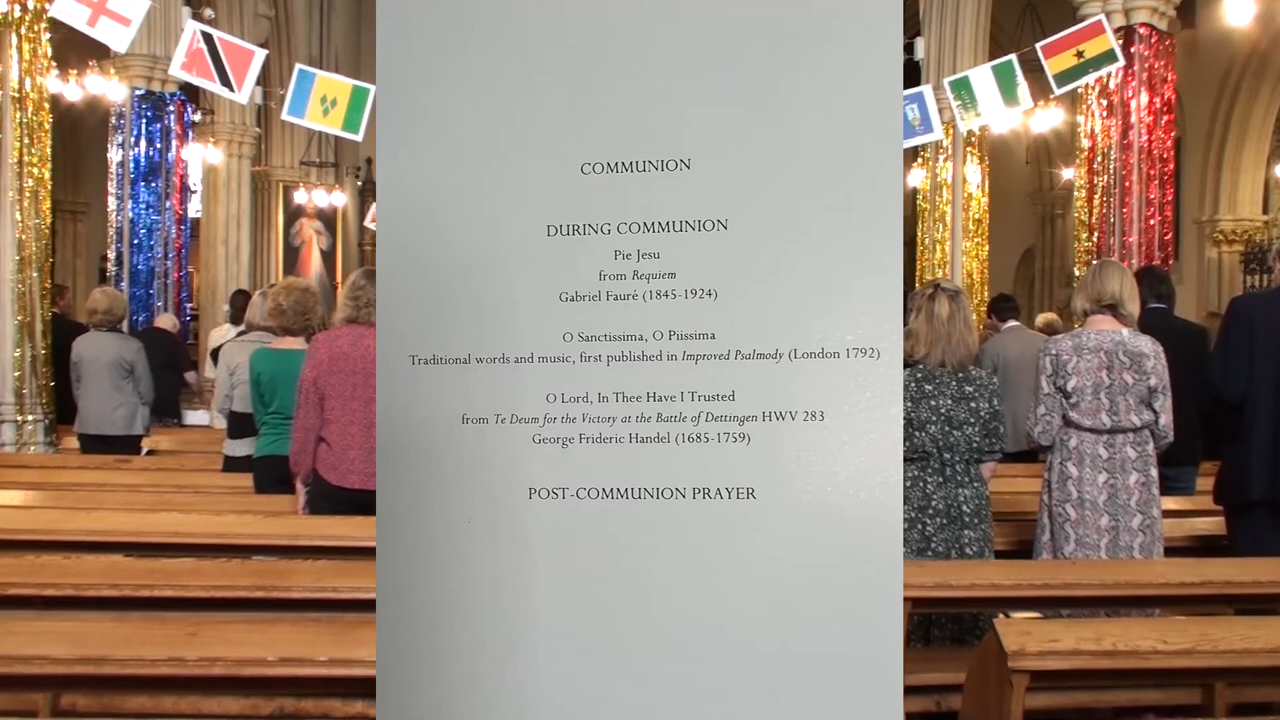 COMMUNION
DURING COMMUNION
Pie Jesu
from Requiem
Gabriel Fauré (1845-1924)
O Sanctissima, O Piissima
Traditional words and music, first published in Improved Psalmody (London 1792)
O Lord, In Thee Have I Trusted
from Te Deum for the Victory at the Battle of Dettingen HWV 283
George Frideric Handel (1685-1759)
POST-COMMUNION PRAYER